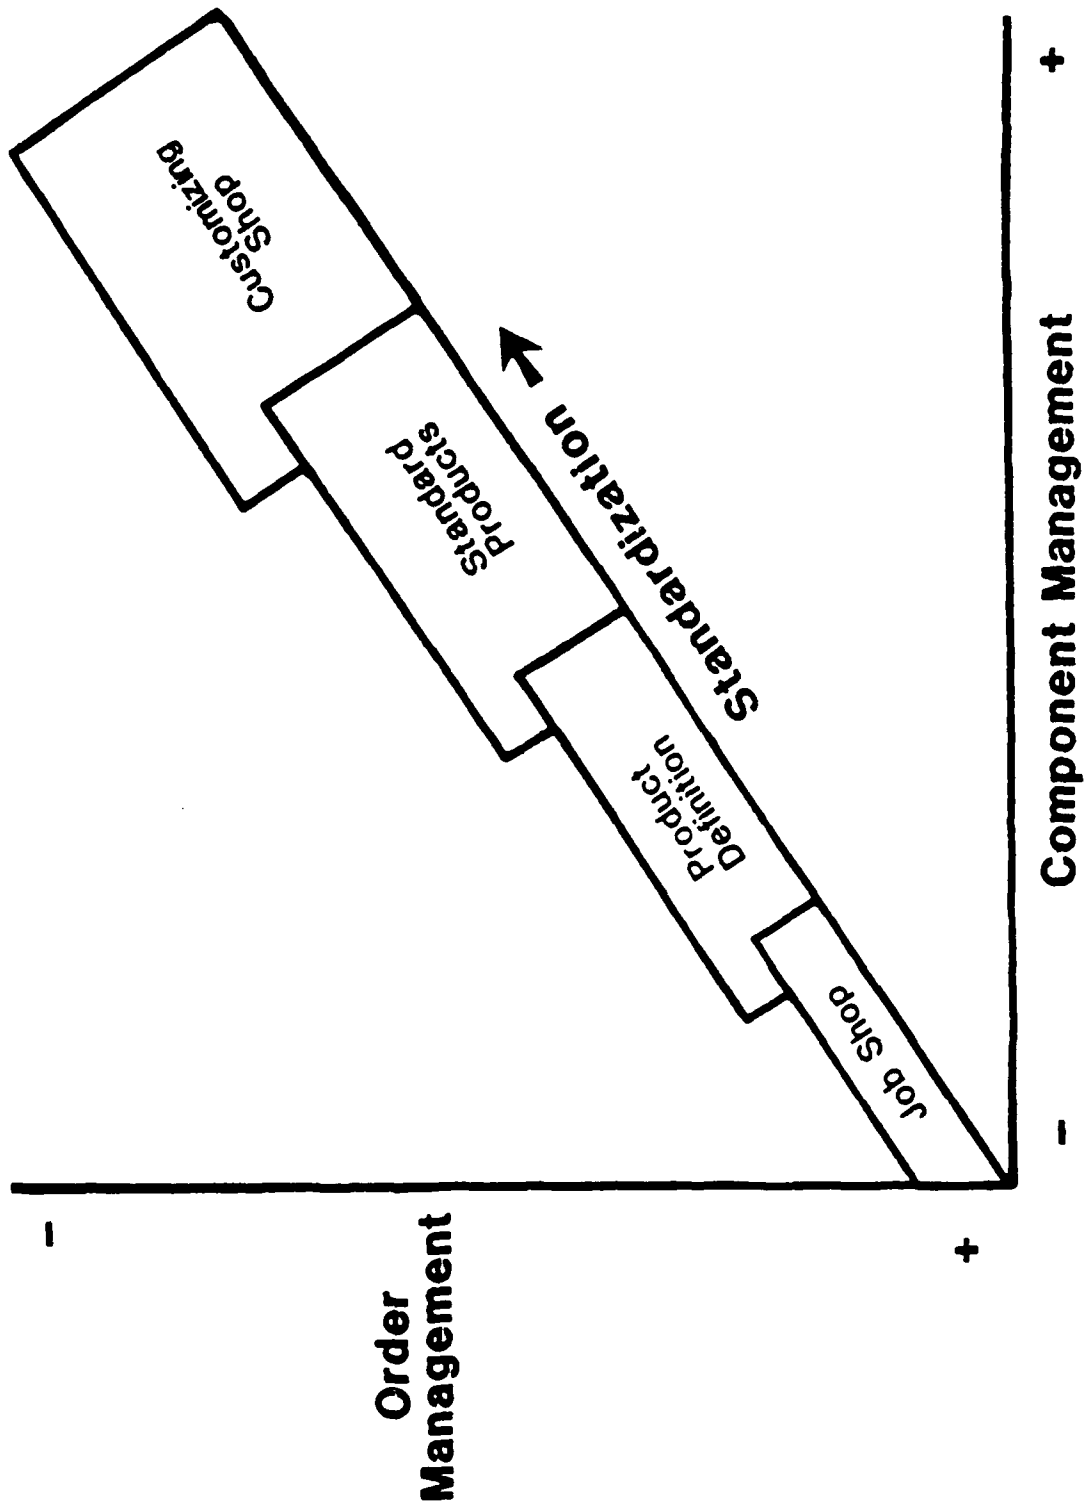 -
Order
Management
+
Customizing
Shop
Standard
Products
Product
Definition
Job Shop
Standardization
-
Component Management
+